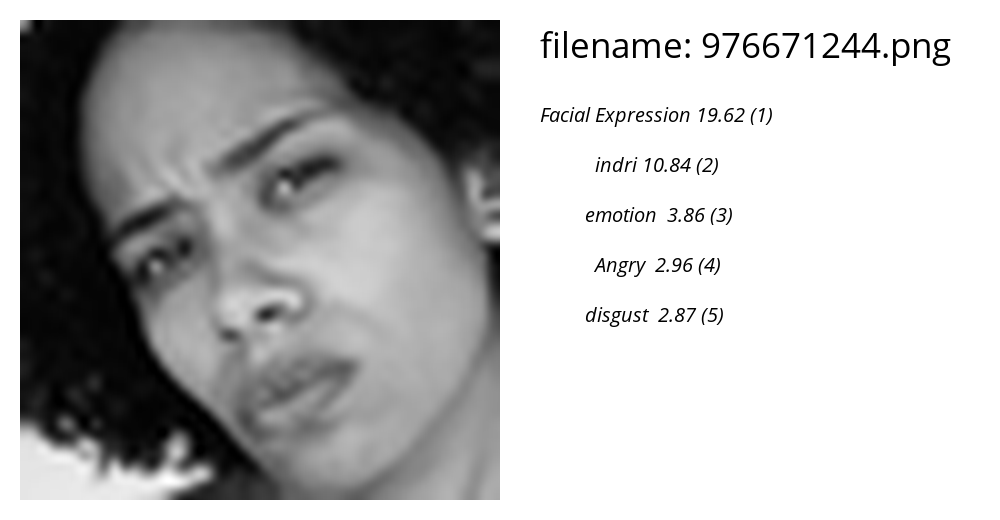 filename: 976671244.png
Facial Expression 19.62 (1)
indri 10.84 (2)
emotion  3.86 (3)
Angry  2.96 (4)
disgust  2.87 (5)